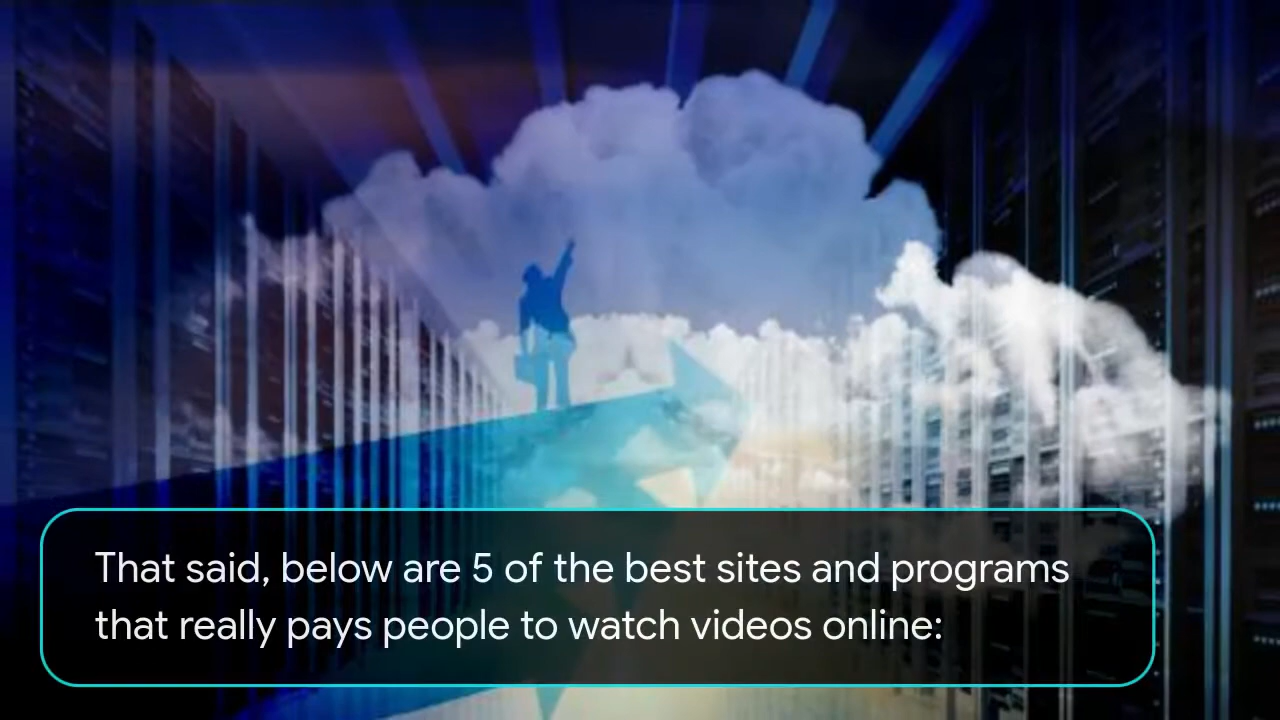 That said, below are 5 of the best sites and programs
that really pays people to watch videos online: